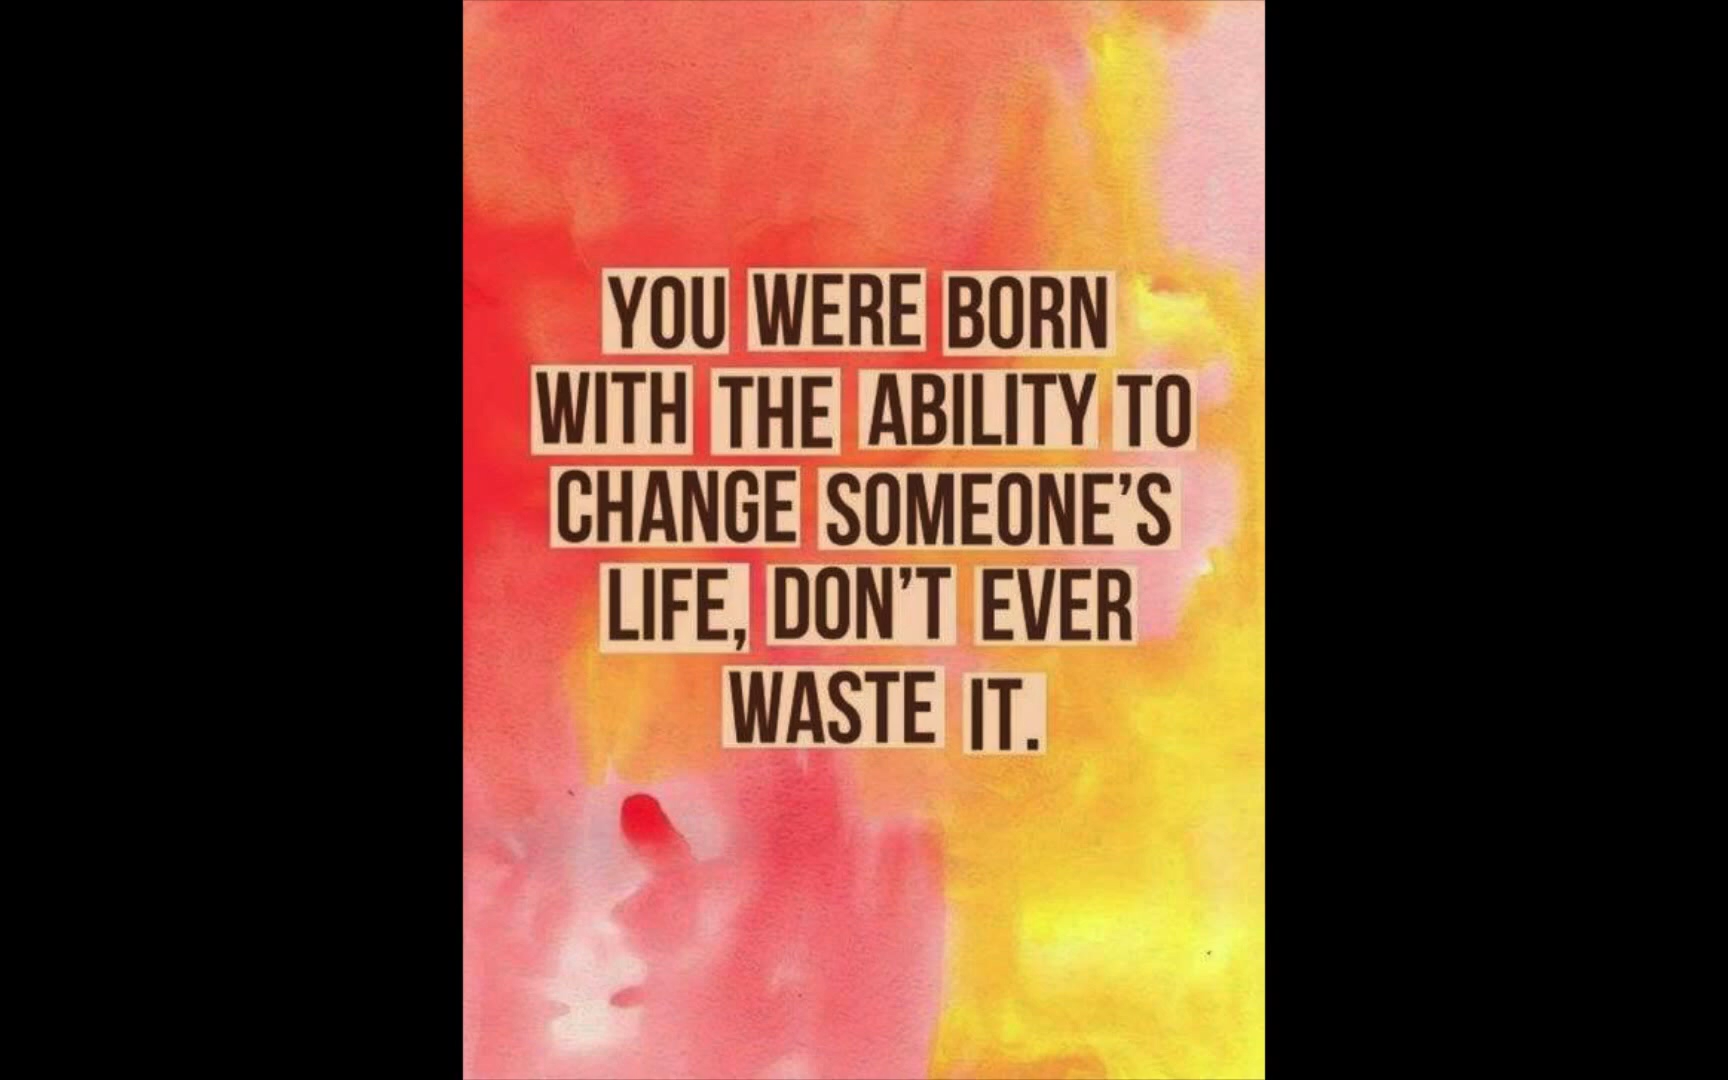 YOU WERE BORN
WITH THE ABILITY TO
CHANGE SOMEONE'S
LIFE, DON'T EVER
WASTE IT.